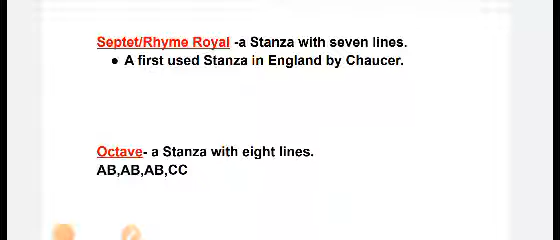 Septet/Rhyme Royal -a Stanza with seven lines.
● A first used Stanza in England by Chaucer.
Octave- a Stanza with eight lines.
AB,AB,AB,CC